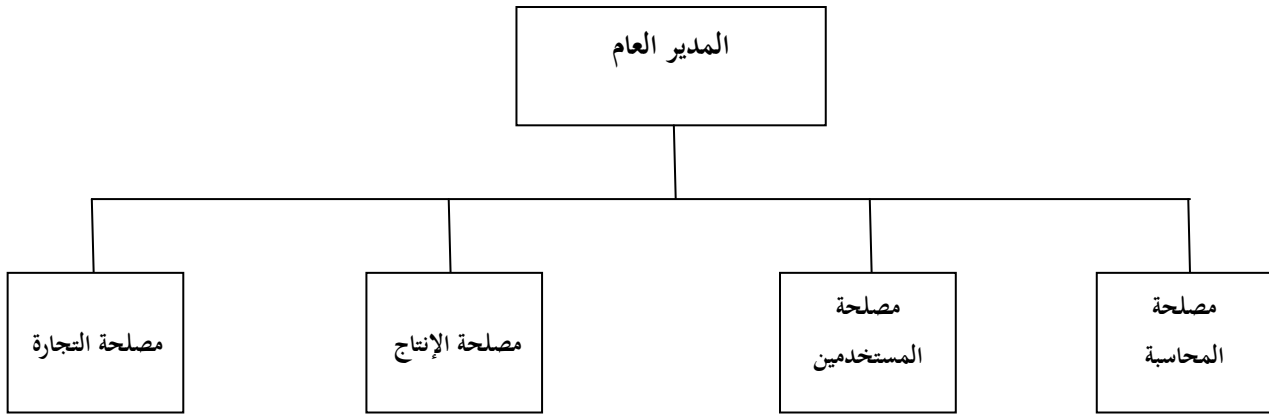 المدير العام
مصلحة
المحاسبة
مصلحة
المستخدمين
مصلحة الإنتاج
مصلحة التجارة